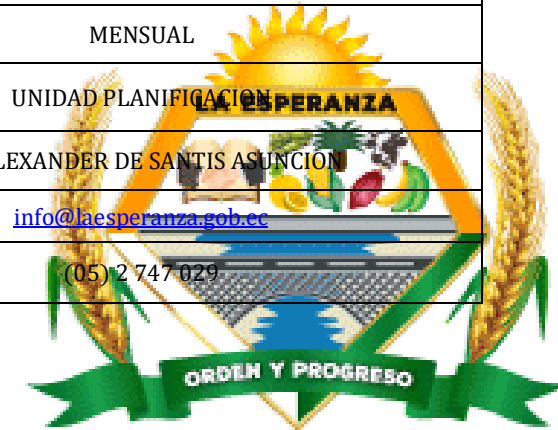 MENSUAL
UNIDAD PLANIFICACION
LA ESPERANZA
LEXANDER DE SANTIS ASUNCION
info@laesperanza.gob.ec
(05) 2 747 029
ORDEN Y PROGRESO